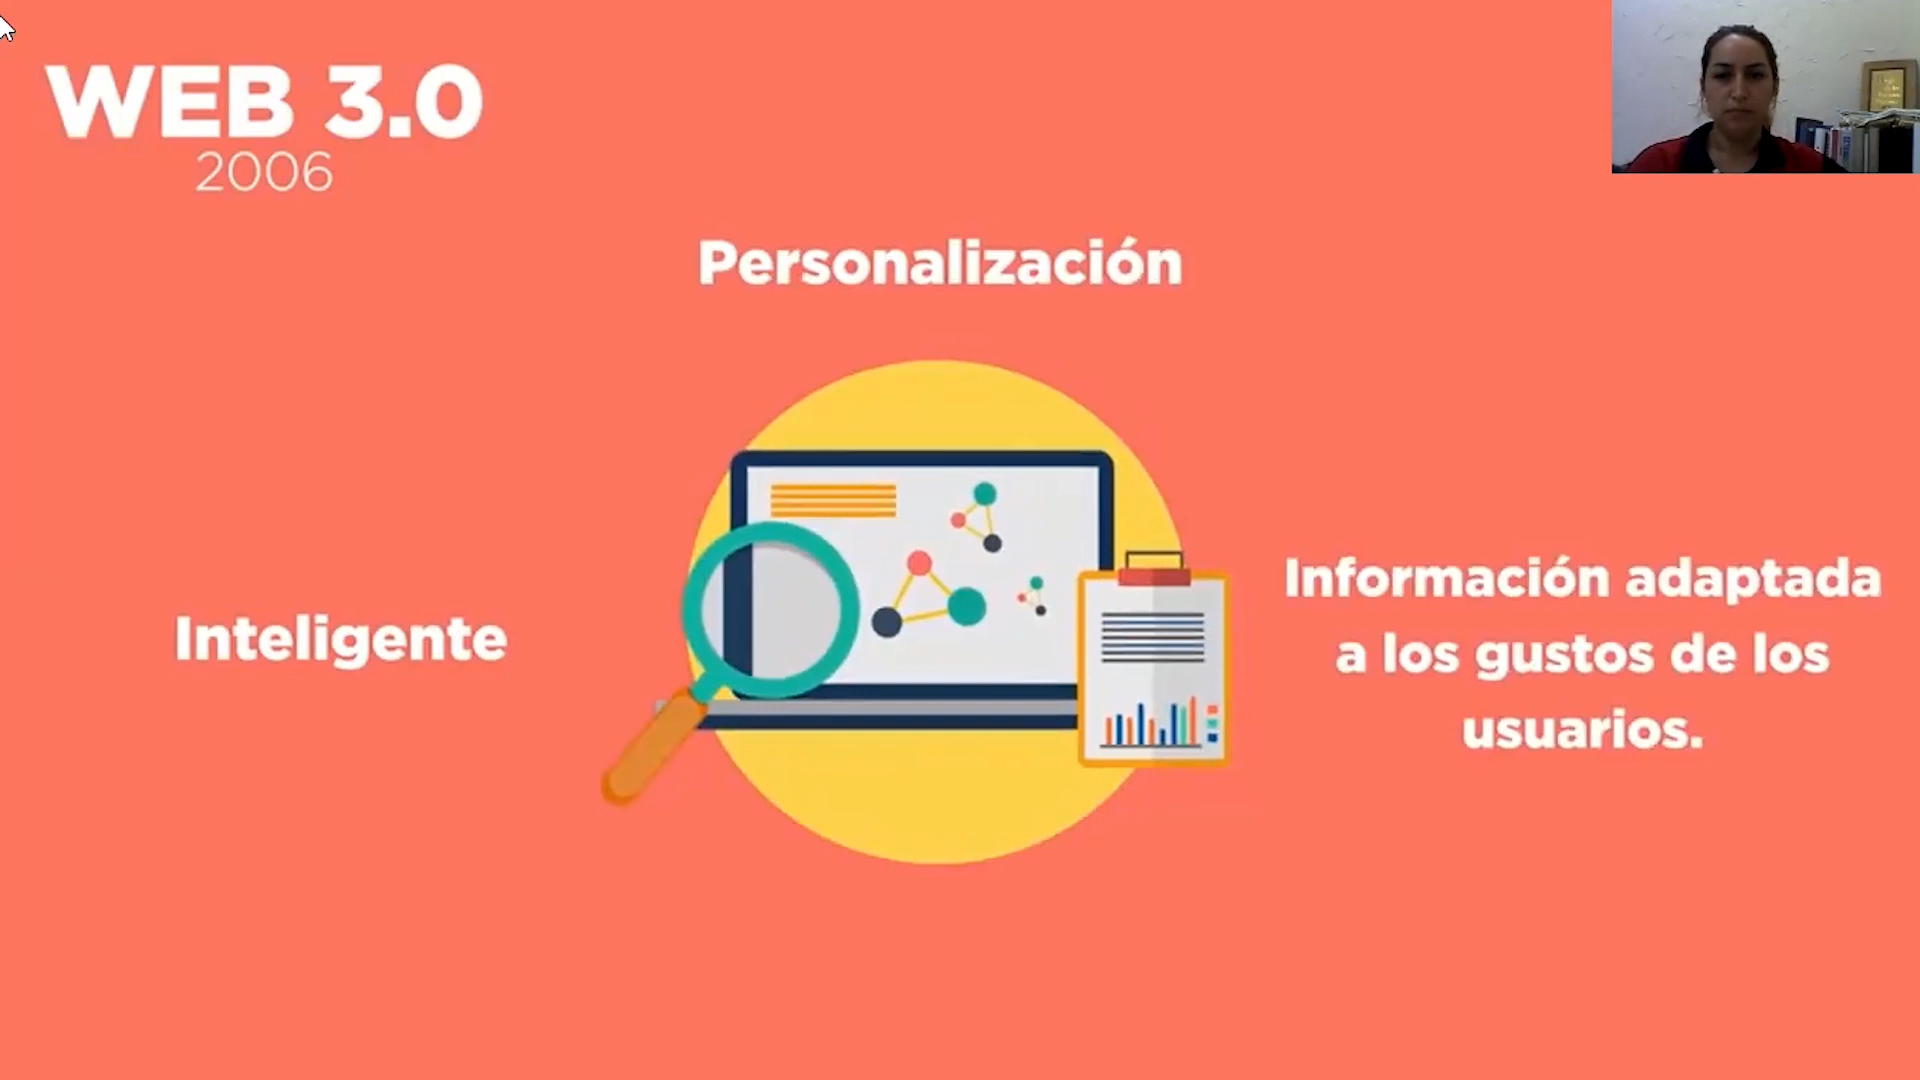 WEB 3.0
2006
Personalización
Inteligente
Información adaptada
a los gustos de los
usuarios.